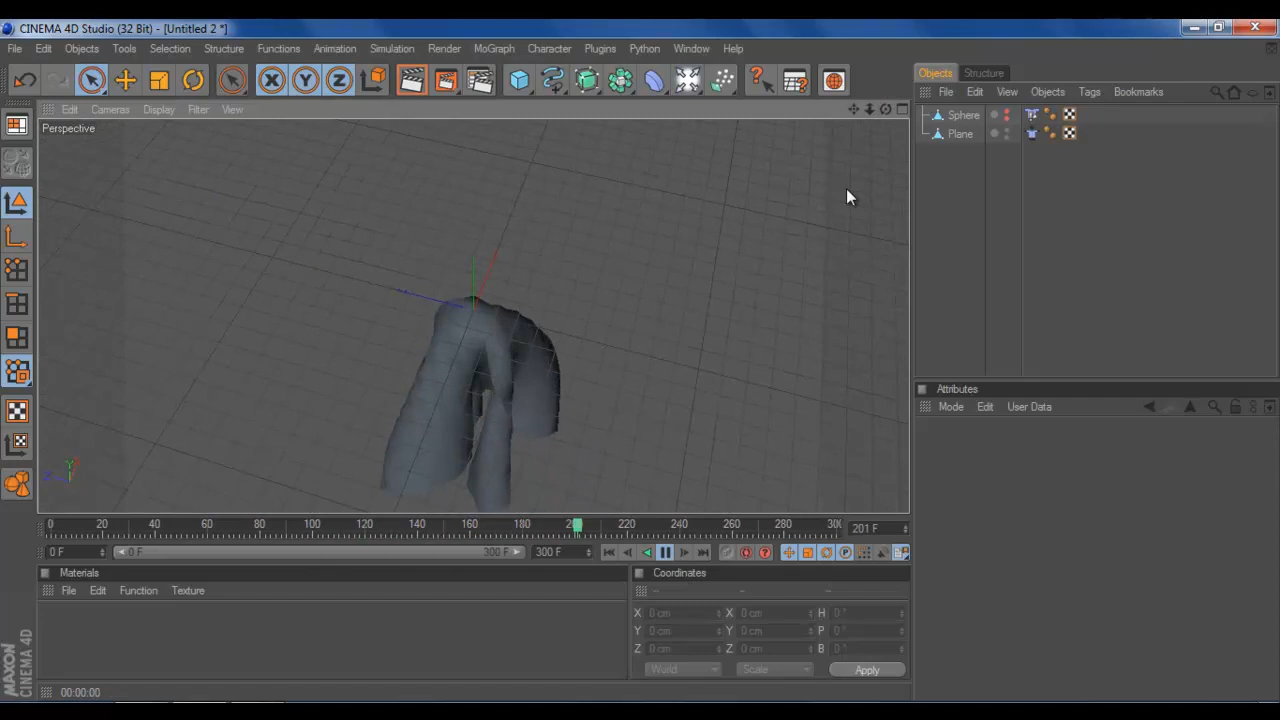 CINEMA 4D Studio (32 Bit) - [Untitled 2 *]
File Edit Objects Tools Selection Structure Functions Animation Simulation Render MoGraph Character Plugins Python Window Help
X Y Z
Objects Structure
File Edit View Objects Tags Bookmarks
Edit Cameras Display Filter View
Perspective
Sphere
Plane
Attributes
Mode Edit User Data
Y
0 20 40 60 80 100 120 140 160 180 220 240 260 280 201 F
0 F 0 F 300 F 300 F
Materials
File Edit Function Texture
Coordinates
-- -- --
X 0 cm X 0 cm H 0 °
Y 0 cm Y 0 cm P 0 °
Z 0 cm Z 0 cm B 0 °
World Scale Apply
MAXON
CINEMA 4D
00:00:00